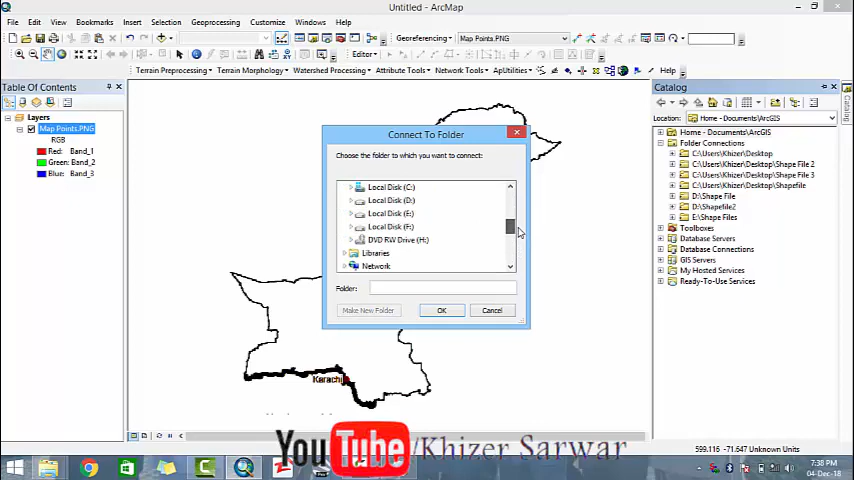 Untitled - ArcMap
File Edit View Bookmarks Insert Selection Geoprocessing Customize Windows Help
Georeferencing Map Points.PNG
Editor
Terrain Preprocessing Terrain Morphology Watershed Processing Attribute Tools Network Tools ApUtilities Help
Table Of Contents
Layers
Map Points.PNG
RGB
Red: Band_1
Green: Band_2
Blue: Band_3
Connect To Folder
Choose the folder to which you want to connect:
Local Disk (C:)
Local Disk (D:)
Local Disk (E:)
Local Disk (F:)
DVD RW Drive (H:)
Libraries
Network
Folder:
Make New Folder OK Cancel
Karachi
Catalog
Location: Home - Documents\ArcGIS
Home - Documents\ArcGIS
Folder Connections
C:\Users\Khizer\Desktop
C:\Users\Khizer\Desktop\Shape File 2
C:\Users\Khizer\Desktop\Shapefile
D:\Shape File
D:\Shapefile2
E:\Shape Files
Toolboxes
Database Servers
Database Connections
GIS Servers
My Hosted Services
Ready-To-Use Services
Catalog
599.116 -71.647 Unknown Units
YouTube/Khizer Sarwar
7:38 PM
04-Dec-18